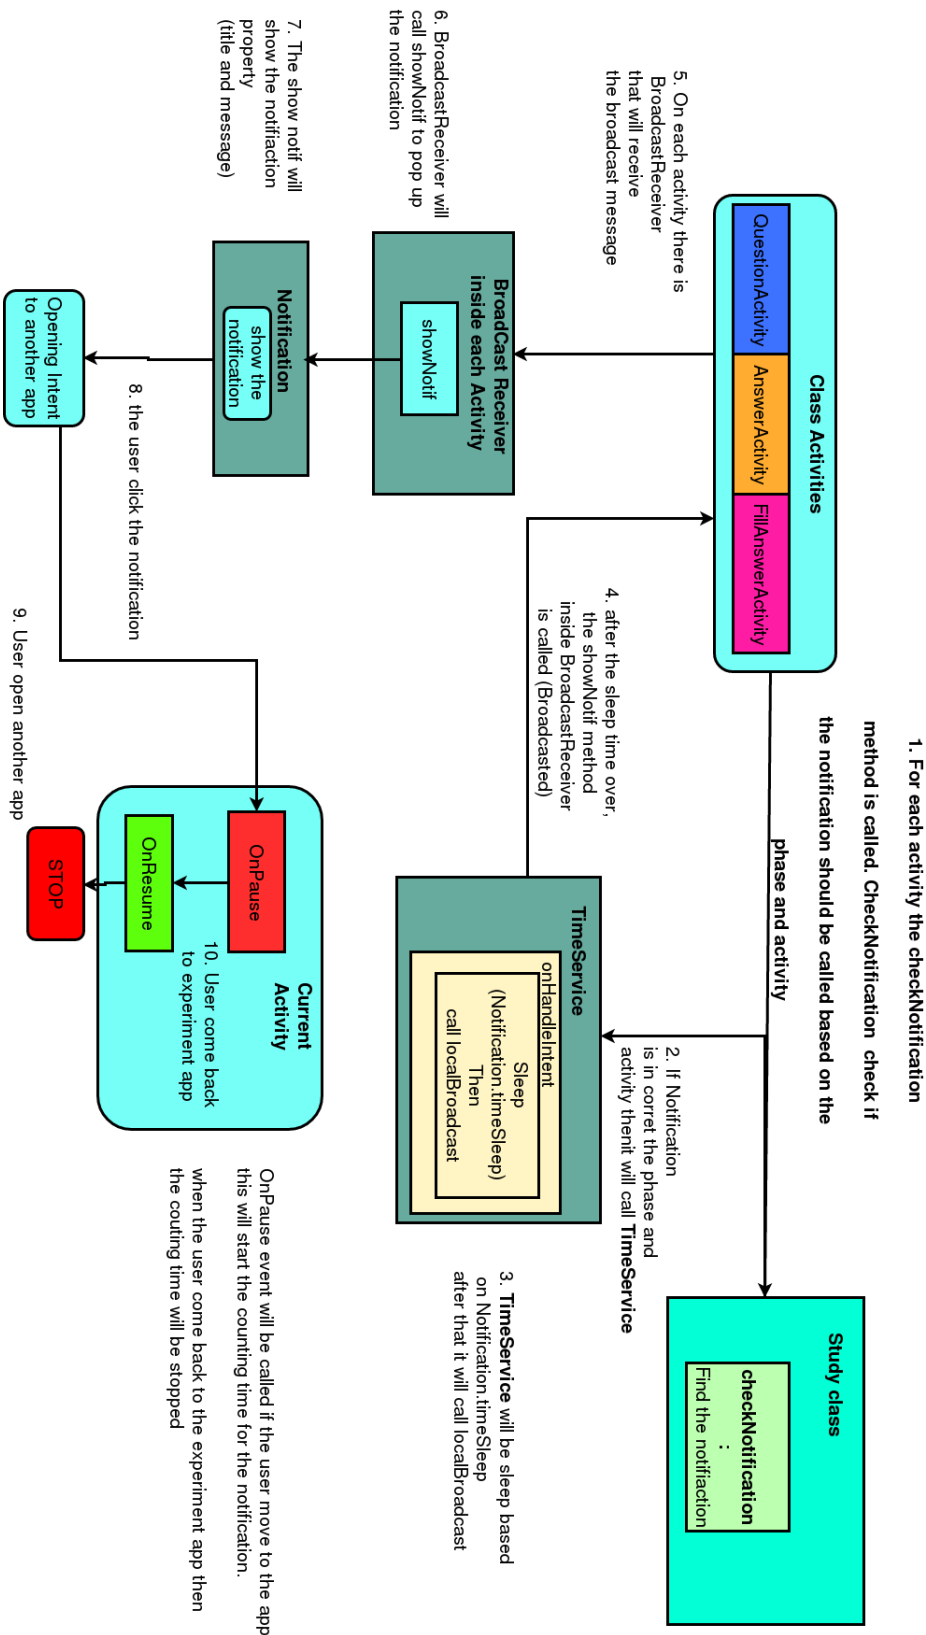 1. For each activity the checkNotification
method is called. CheckNotification check if
the notification should be called based on the
phase and activity
Class Activities
QuestionActivity
AnswerActivity
FillAnswerActivity
Study class
checkNotification
:
Find the notifiaction
2. If Notification
is in corret the phase and
activity thenit will call TimeService
TimeService
onHandleIntent
Sleep
(Notification.timeSleep)
Then
call localBroadcast
3. TimeService will be sleep based
on Notification.timeSleep
after that it will call localBroadcast
4. after the sleep time over,
the showNotif method
inside BroadcastReceiver
is called (Broadcasted)
5. On each activity there is
BroadcastReceiver
that will receive
the broadcast message
BroadCast Receiver
inside each Activity
showNotif
6. BroadcastReceiver will
call showNotif to pop up
the notification
Notification
show the
notification
7. The show notif will
show the notifiaction
property
(title and message)
8. the user click the notification
Opening Intent
to another app
9. User open another app
Current
Activity
OnPause
OnResume
10. User come back
to experiment app
STOP
OnPause event will be called if the user move to the app
this will start the counting time for the notification.
when the user come back to the experiment app then
the couting time will be stopped